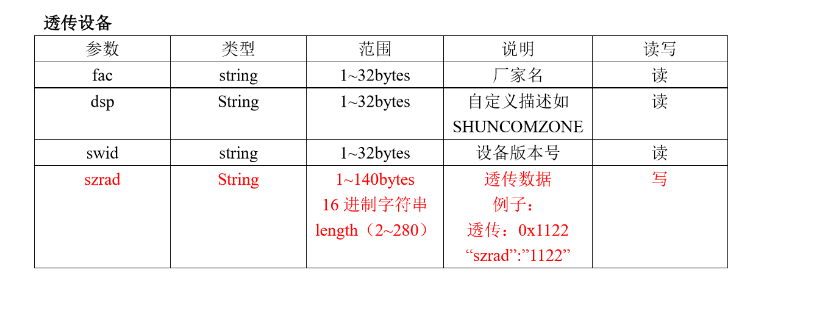 透传设备
参数 类型 范围 说明 读写
fac string 1~32bytes 厂家名 读
dsp String 1~32bytes 自定义描述如 读
SHUNCOMZONE
swid string 1~32bytes 设备版本号 读
szrad String 1~140bytes 透传数据 写
16 进制字符串 例子：
length（2~280） 透传：0x1122
“szrad”:”1122”